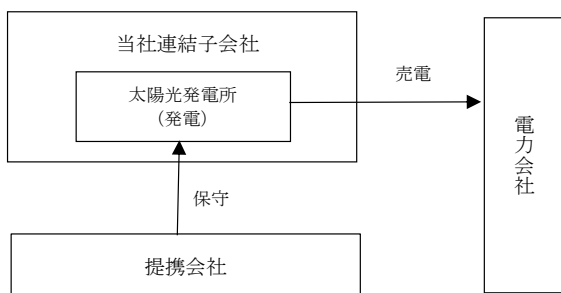 当社連結子会社
太陽光発電所
（発電）
売電
電力会社
保守
提携会社